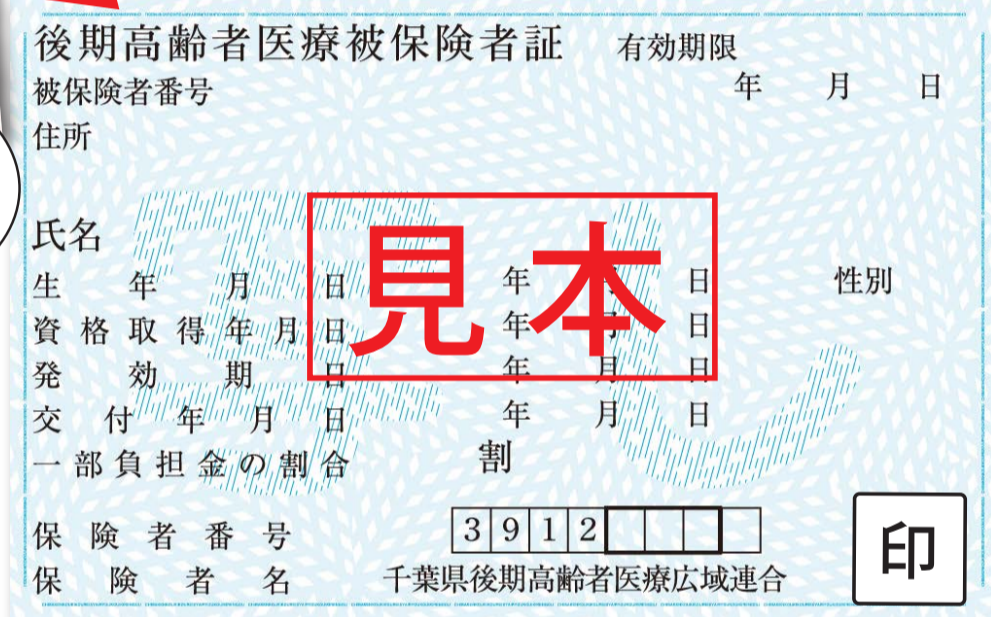 後期高齢者医療被保険者証 有効期限
被保険者番号 年 月 日
住所
氏名
見本
生年月日 年 月 日 性別
資格取得年月日 年 月 日
発効期日 年 月 日
交付年月日 年 月 日
一部負担金の割合 割
保険者番号 3912
保険者名 千葉県後期高齢者医療広域連合
印
写し